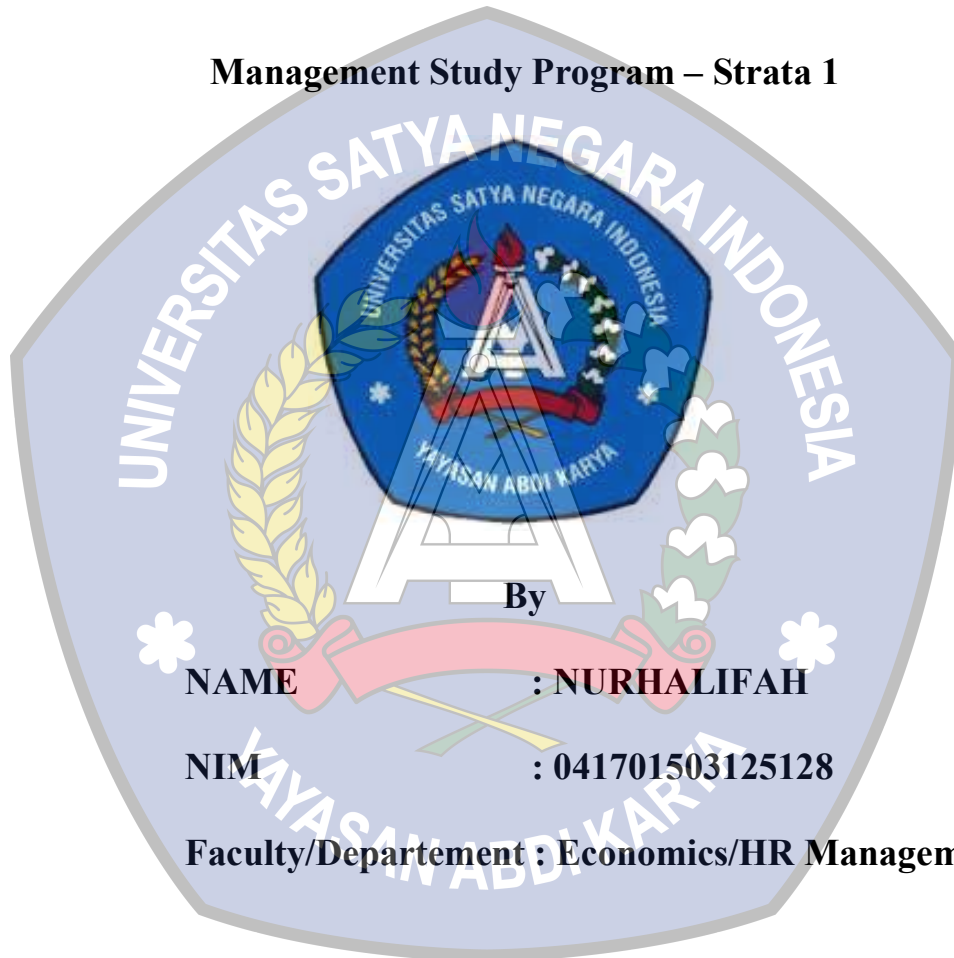 Management Study Program – Strata 1
UNIVERSITAS SATYA NEGARA INDONESIA
UNIVERSITAS SATYA NEGARA INDONESIA
YAYASAN ABDI KARYA
By
NAME : NURHALIFAH
NIM : 041701503125128
YAYASAN ABDI KARYA
Faculty/Departement : Economics/HR Managem